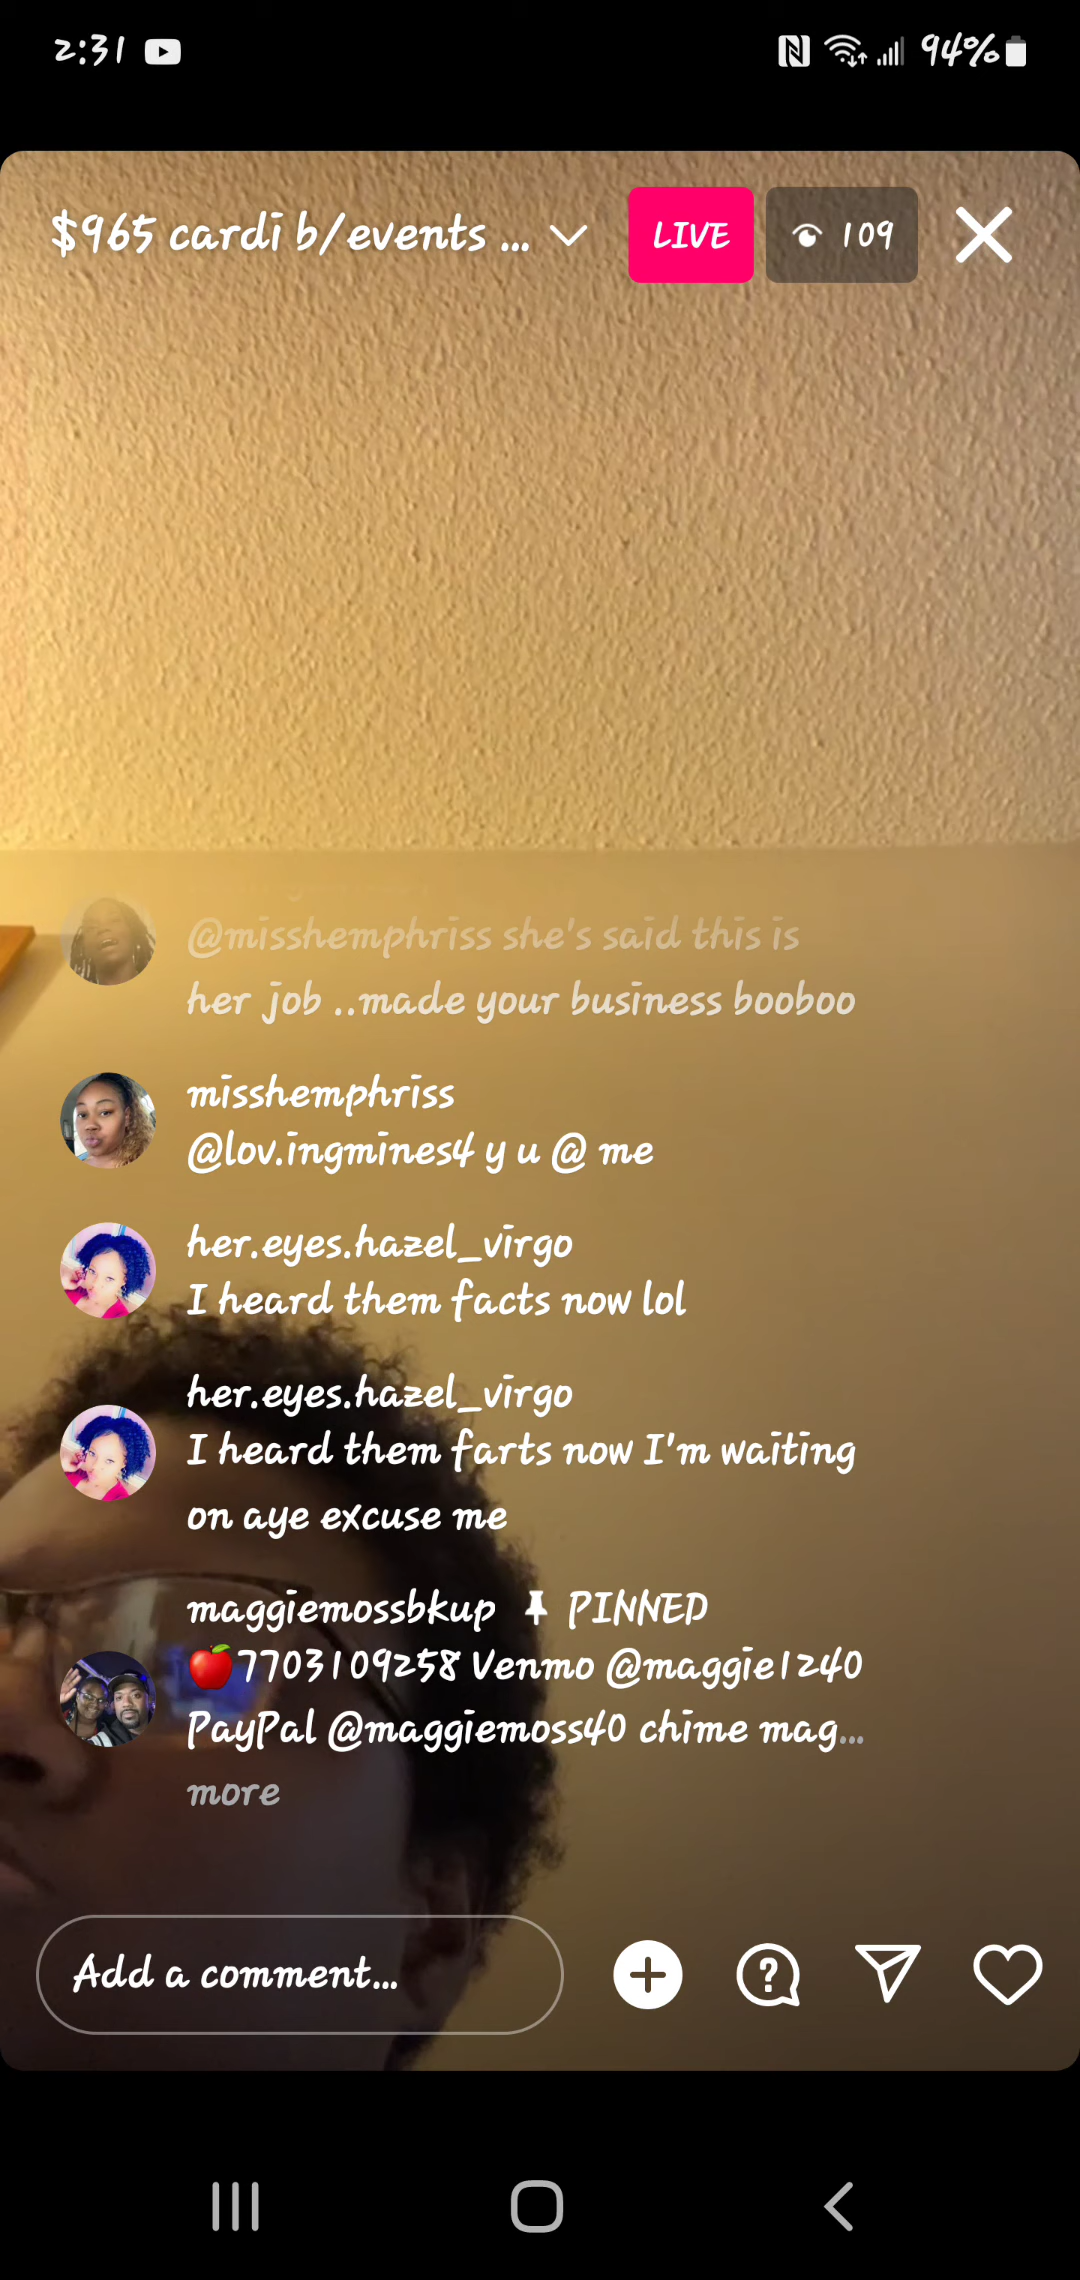 2:31
94%
$965 cardi b/events ...
LIVE
109
@misshemphriss she's said this is
her job ..made your business booboo
misshemphriss
@lov.ingmines4 y u @ me
her.eyes.hazel_virgo
I heard them facts now lol
her.eyes.hazel_virgo
I heard them farts now I'm waiting
on aye excuse me
maggiemossbkup 📌 PINNED
🍎7703109258 Venmo @maggie1240
PayPal @maggiemoss40 chime mag...
more
Add a comment...